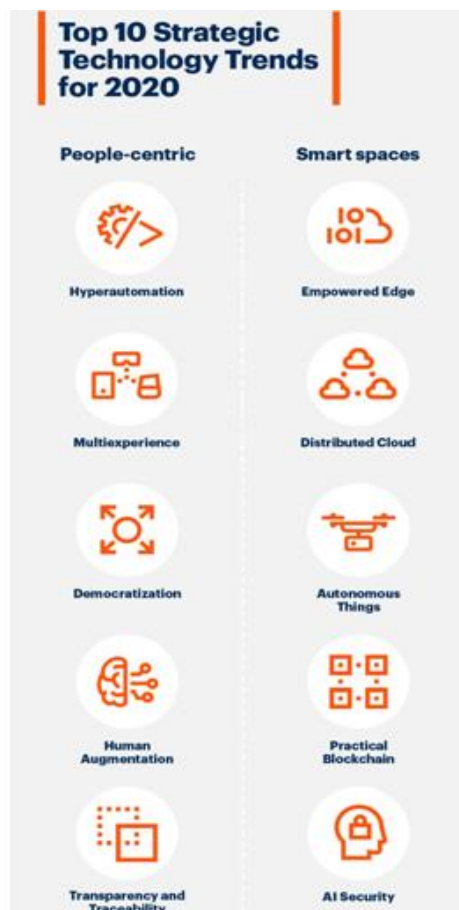 Top 10 Strategic
Technology Trends
for 2020
People-centric
Smart spaces
Hyperautomation
Empowered Edge
Multiexperience
Distributed Cloud
Democratization
Autonomous
Things
Human
Augmentation
Practical
Blockchain
Transparency and
Traceability
AI Security